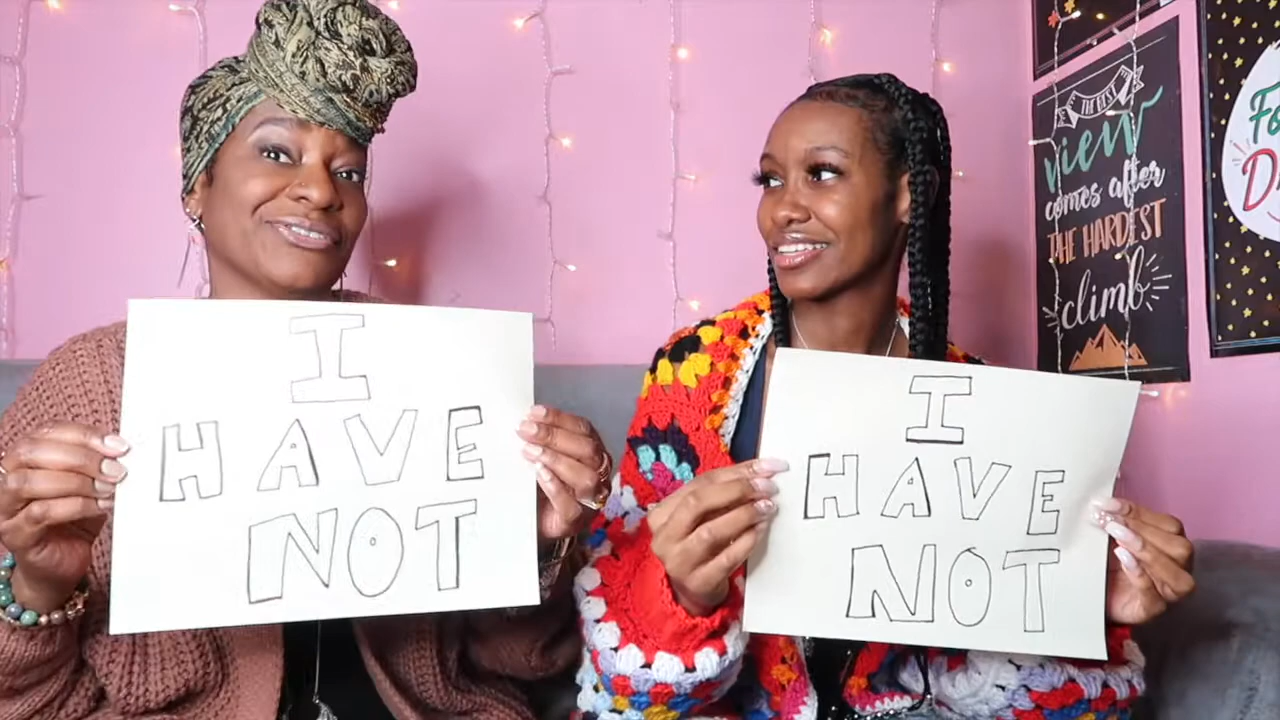 I
HAVE
NOT
I
HAVE
NOT
THE BEST
view
comes after
THE HARDEST
climb